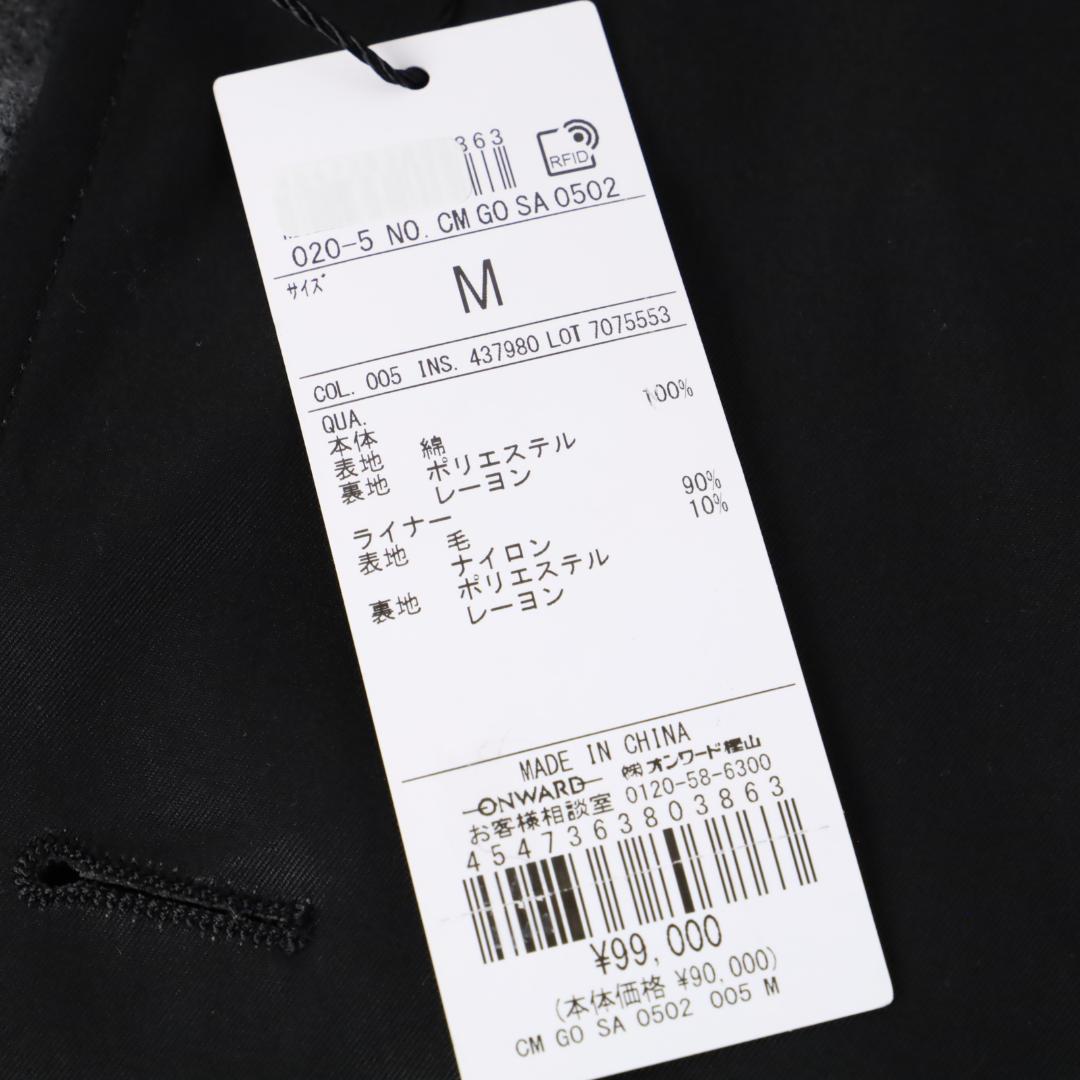 363
RFID
020-5 NO. CM GO SA 0502
サイズ
M
COL. 005 INS. 437980 LOT 7075553
QUA.
本体
表地 綿 100%
裏地 ポリエステル
レーヨン
ライナー
表地 毛 90%
ナイロン 10%
裏地 ポリエステル
レーヨン
MADE IN CHINA
ONWARD ㈱オンワード樫山
お客様相談室 0120-58-6300
4547363803863
¥99,000
(本体価格 ¥90,000)
CM GO SA 0502 005 M